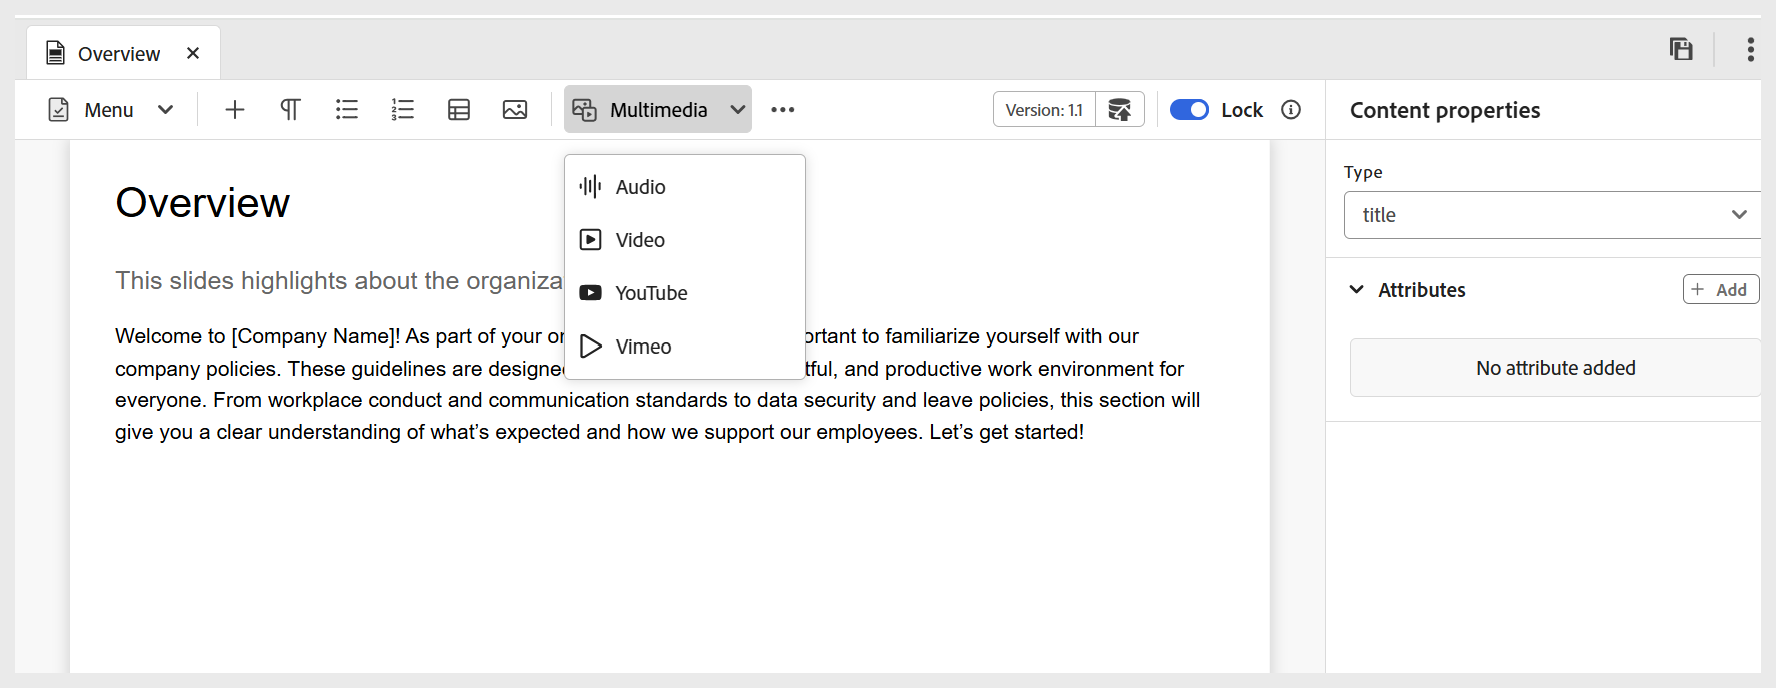 Overview
Menu
Multimedia
Version: 1.1
Lock
Content properties
Audio
Video
YouTube
Vimeo
Overview
This slides highlights about the organiza
Welcome to [Company Name]! As part of your or ortant to familiarize yourself with our
company policies. These guidelines are designe tful, and productive work environment for
everyone. From workplace conduct and communication standards to data security and leave policies, this section will
give you a clear understanding of what’s expected and how we support our employees. Let’s get started!
Type
title
Attributes
Add
No attribute added